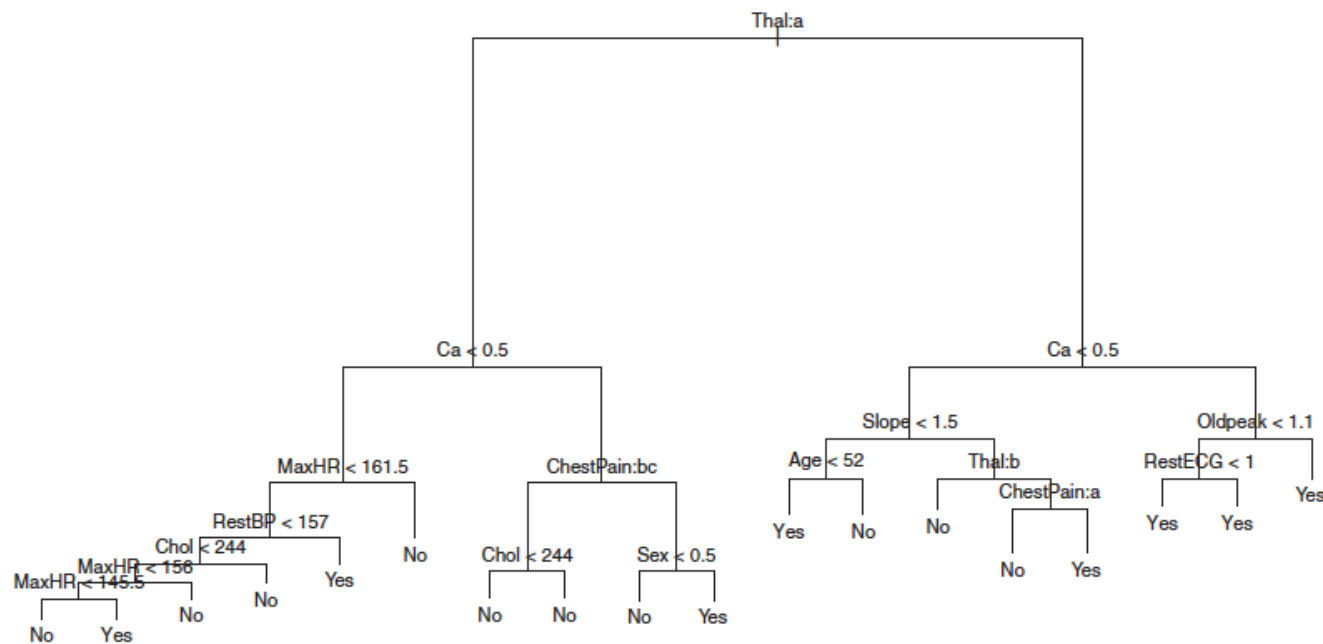 Thal:a
Ca < 0.5
Ca < 0.5
Slope < 1.5
Oldpeak < 1.1
MaxHR < 161.5
ChestPain:bc
Age < 52
Thal:b
RestECG < 1
ChestPain:a
Yes
RestBP < 157
No
Yes
No
No
Yes
Yes
Chol < 244
Chol < 244
Sex < 0.5
No
Yes
MaxHR < 156
Yes
MaxHR < 145.5
No
No
No
No
No
Yes
No
Yes